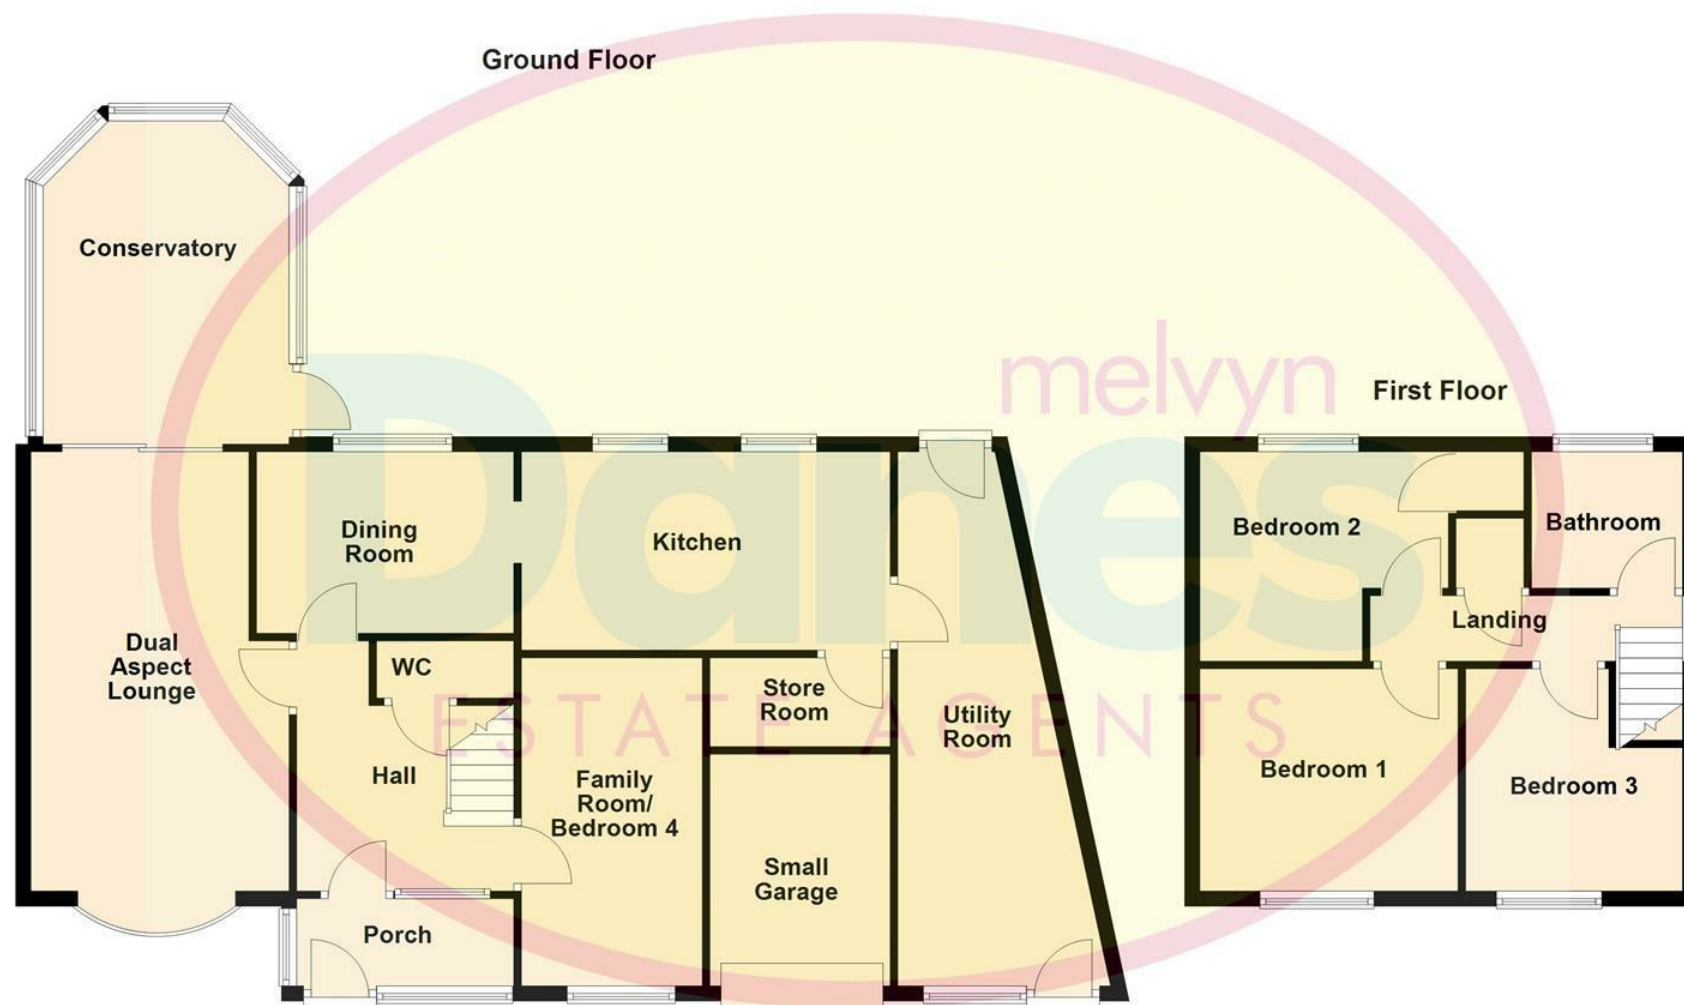 Ground Floor
Conservatory
melvyn
First Floor
Danes
Dining
Room
Kitchen
Bedroom 2
Bathroom
Landing
Dual
Aspect
Lounge
WC
Store
Room
ESTATE AGENTS
Utility
Room
Hall
Family
Room/
Bedroom 4
Bedroom 1
Bedroom 3
Small
Garage
Porch